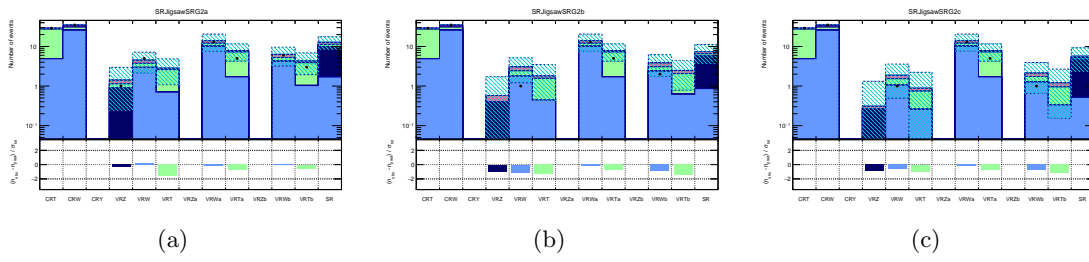 SRJigsawSRG2a
Number of events
10
1
10⁻¹
(n_obs - n_pred) / σ_tot
2
0
−2
CRT CRW CRY VRZ VRW VRT VRZa VRWa VRTa VRZb VRWb VRTb SR
(a)
SRJigsawSRG2b
Number of events
10
1
10⁻¹
(n_obs - n_pred) / σ_tot
2
0
−2
CRT CRW CRY VRZ VRW VRT VRZa VRWa VRTa VRZb VRWb VRTb SR
(b)
SRJigsawSRG2c
Number of events
10
1
10⁻¹
(n_obs - n_pred) / σ_tot
2
0
−2
CRT CRW CRY VRZ VRW VRT VRZa VRWa VRTa VRZb VRWb VRTb SR
(c)